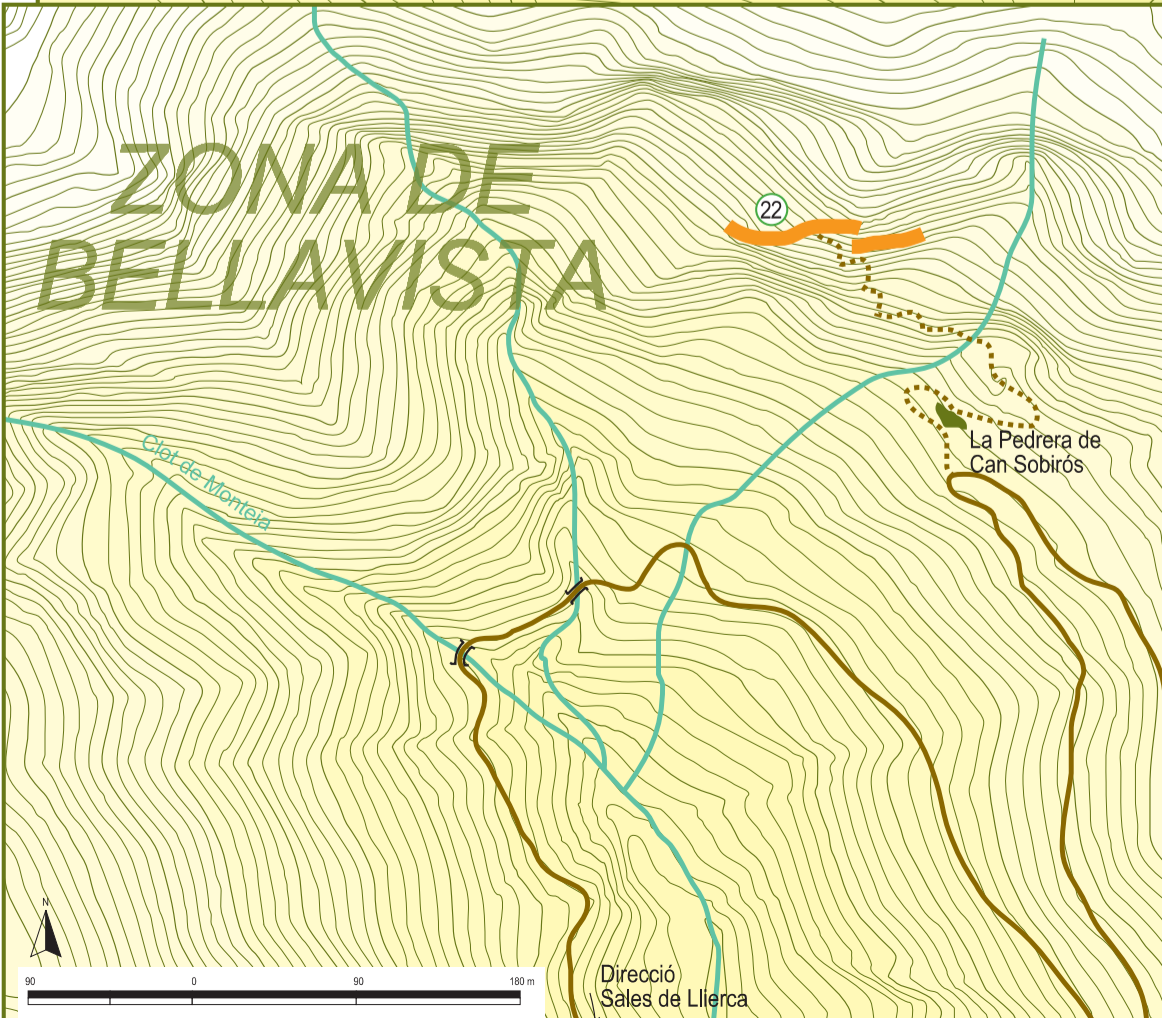 ZONA DE
BELLAVISTA
22
La Pedrera de
Can Sobirós
Clot de Monteia
N
90 0 90 180 m
Direcció
Sales de Llierca